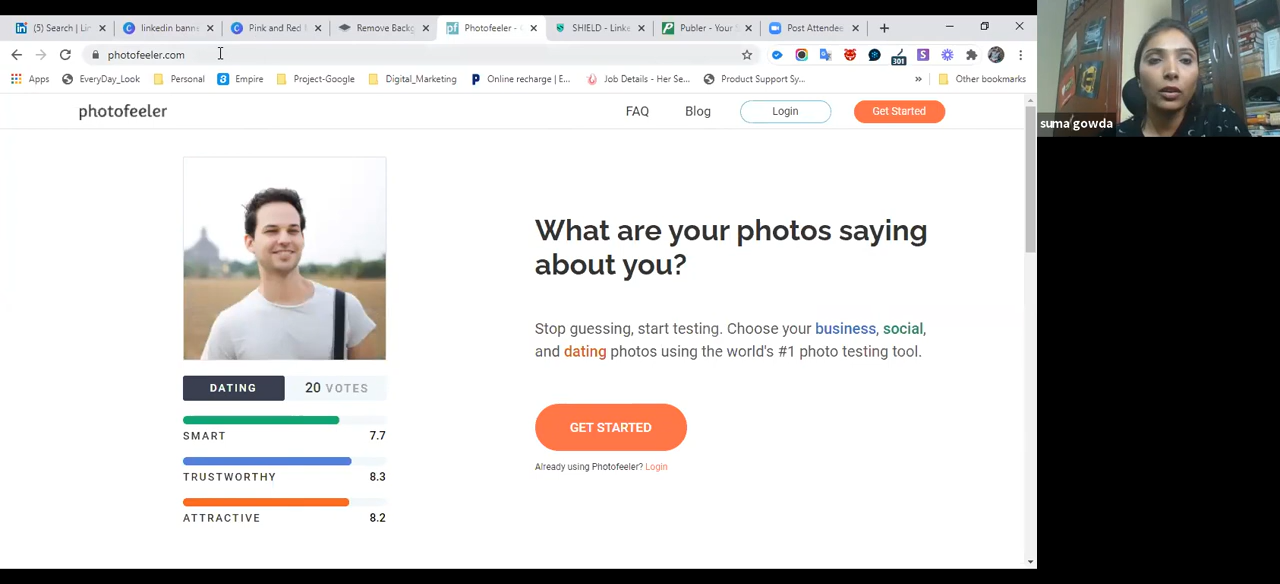 (5) Search | Lin
linkedin banne
Pink and Red
Remove Backg
Photofeeler -
SHIELD - Linke
Publer - Your S
Post Attendee
photofeeler.com
301
Apps
EveryDay_Look
Personal
Empire
Project-Google
Digital_Marketing
Online recharge | E...
Job Details - Her Se...
Product Support Sy...
»
Other bookmarks
photofeeler
FAQ
Blog
Login
Get Started
suma gowda
What are your photos saying
about you?
Stop guessing, start testing. Choose your business, social,
and dating photos using the world's #1 photo testing tool.
DATING
20 VOTES
SMART 7.7
TRUSTWORTHY 8.3
ATTRACTIVE 8.2
GET STARTED
Already using Photofeeler? Login